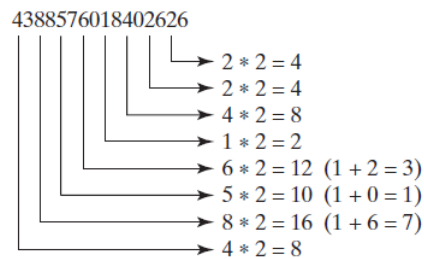 4388576018402626
2 * 2 = 4
2 * 2 = 4
4 * 2 = 8
1 * 2 = 2
6 * 2 = 12 (1 + 2 = 3)
5 * 2 = 10 (1 + 0 = 1)
8 * 2 = 16 (1 + 6 = 7)
4 * 2 = 8